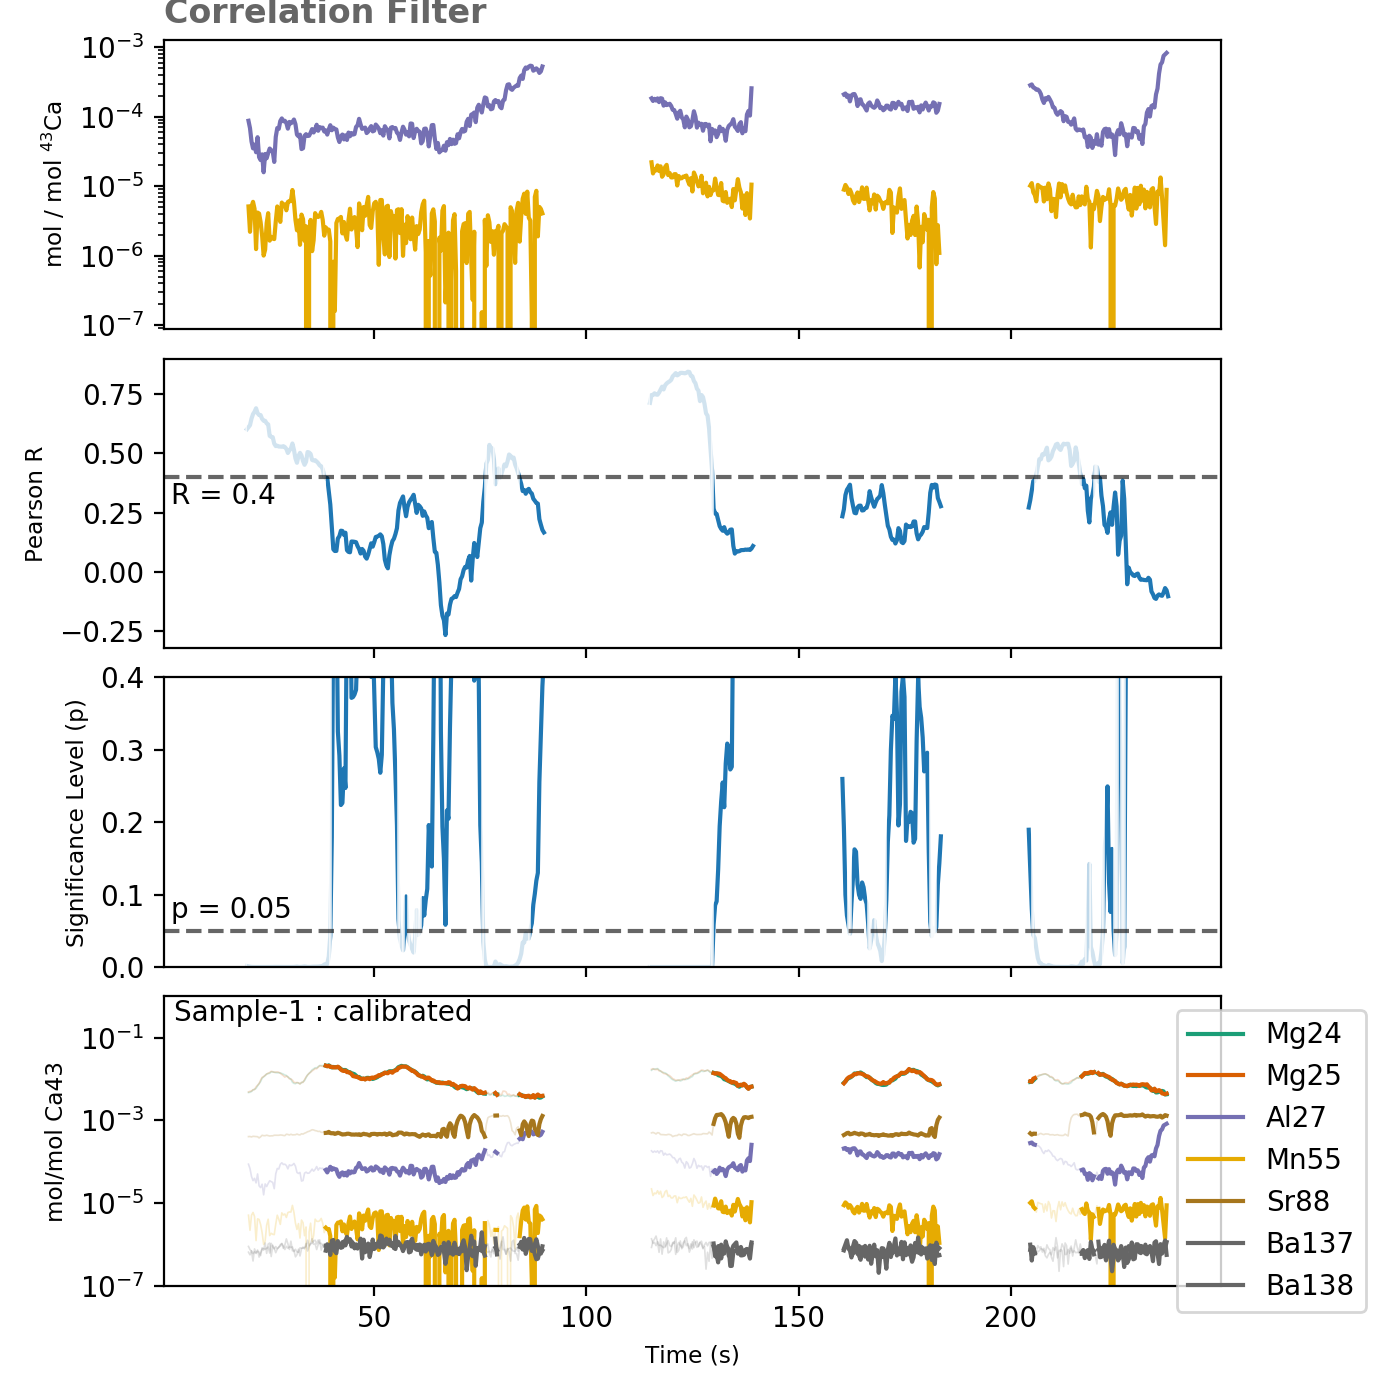 Correlation Filter
mol / mol ⁴³Ca
10⁻³
10⁻⁴
10⁻⁵
10⁻⁶
10⁻⁷
Pearson R
0.75
0.50
0.25
0.00
−0.25
R = 0.4
Significance Level (p)
0.4
0.3
0.2
0.1
0.0
p = 0.05
mol/mol Ca43
10⁻¹
10⁻³
10⁻⁵
10⁻⁷
Sample-1 : calibrated
Mg24
Mg25
Al27
Mn55
Sr88
Ba137
Ba138
50 100 150 200
Time (s)